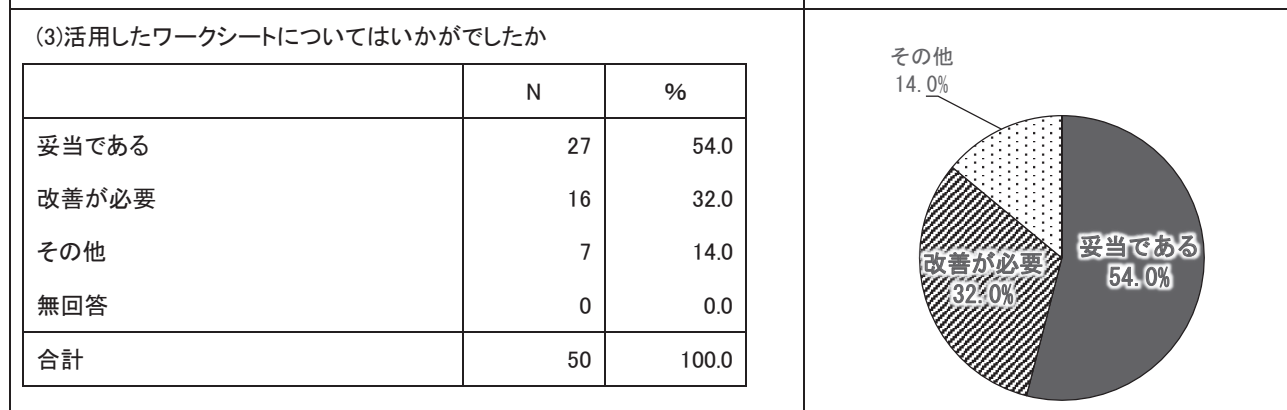 (3)活用したワークシートについてはいかがでしたか
N %
妥当である 27 54.0
改善が必要 16 32.0
その他 7 14.0
無回答 0 0.0
合計 50 100.0
その他
14.0%
妥当である
54.0%
改善が必要
32.0%